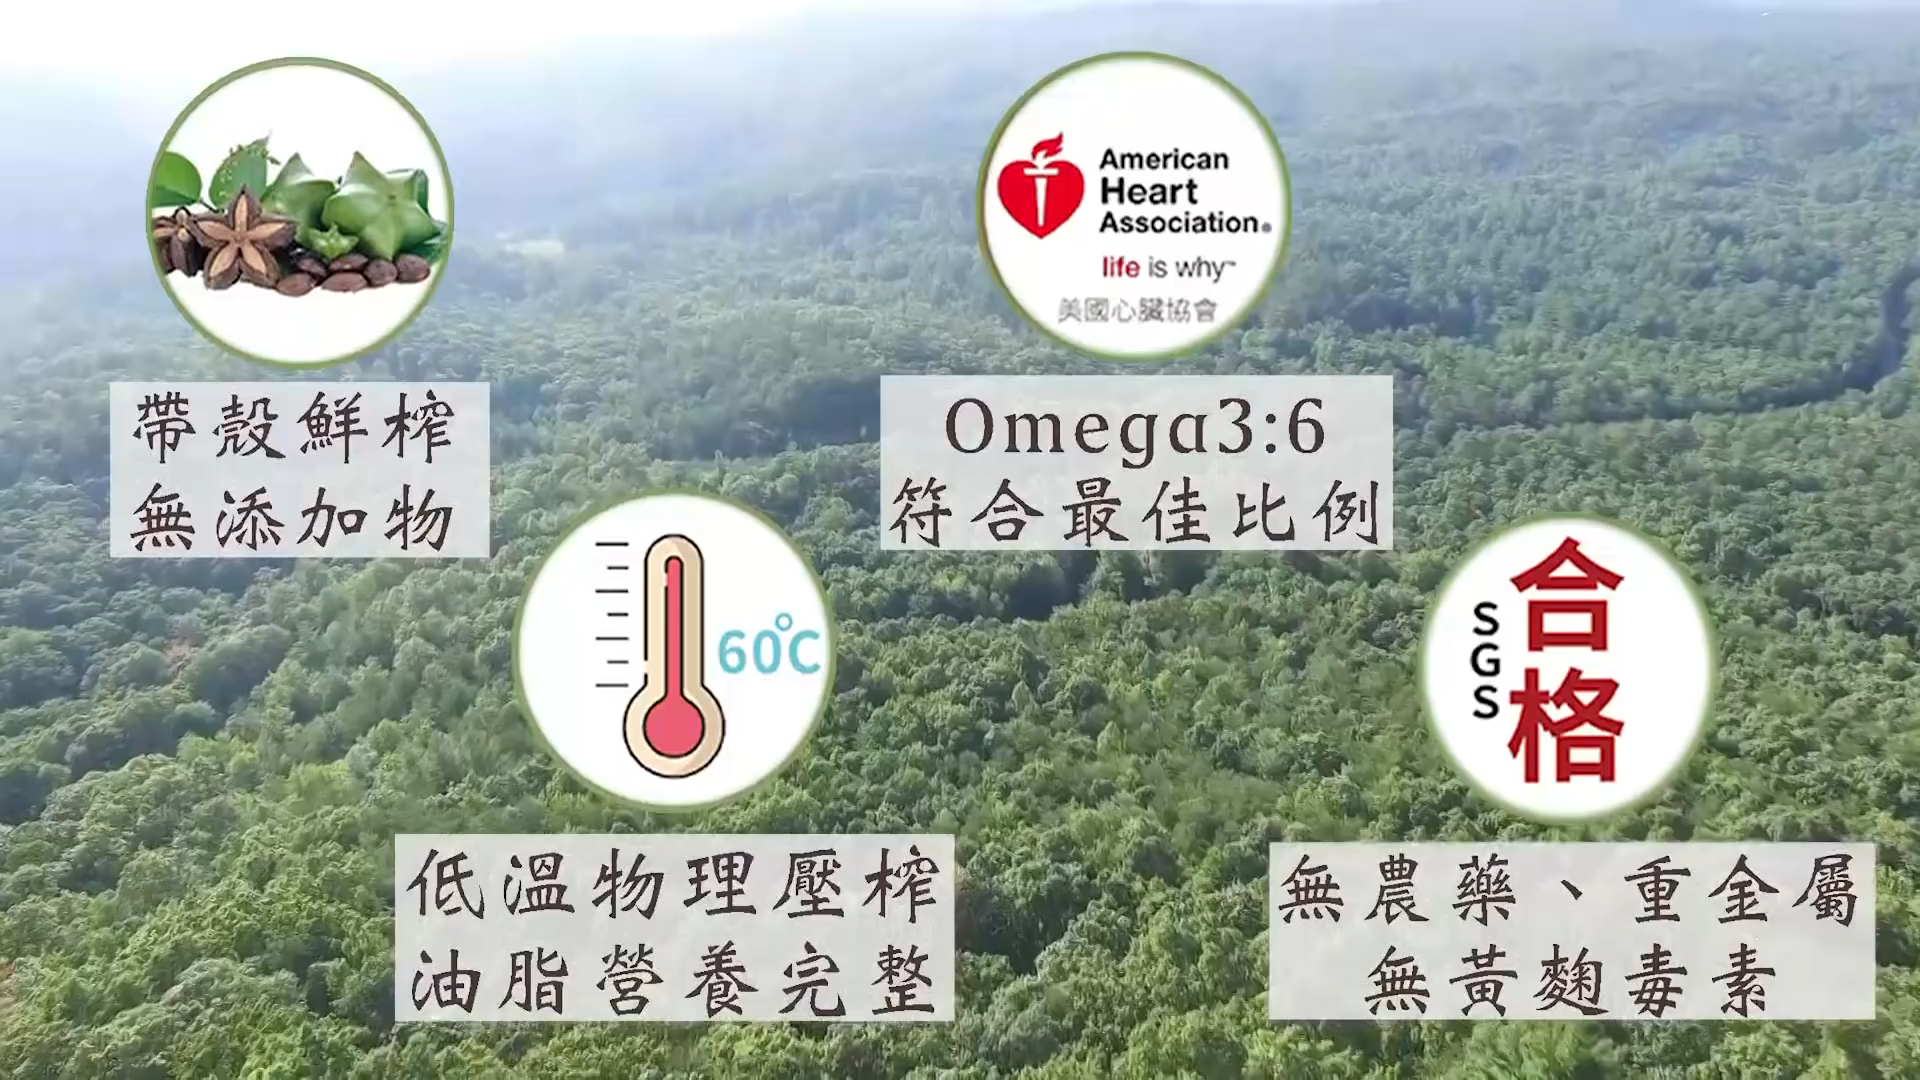 American
Heart
Association®
life is why™
美國心臟協會
帶殼鮮榨
無添加物
Omega3:6
符合最佳比例
60℃
低溫物理壓榨
油脂營養完整
SGS
合格
無農藥、重金屬
無黃麴毒素